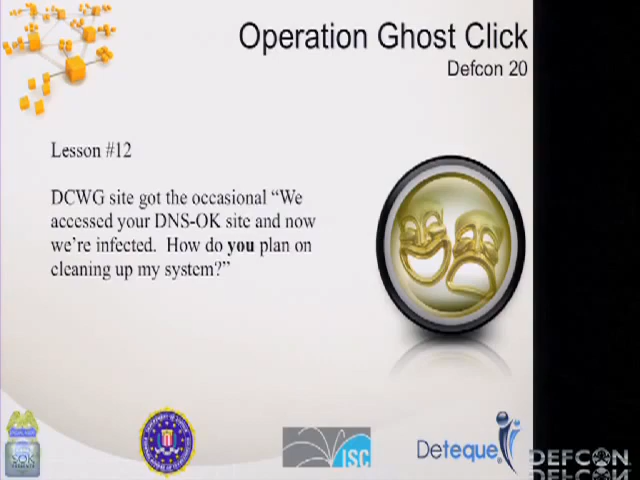 Operation Ghost Click
Defcon 20
Lesson #12
DCWG site got the occasional “We
accessed your DNS-OK site and now
we’re infected. How do you plan on
cleaning up my system?”
SOK
ISC
Deteque
DEFCON